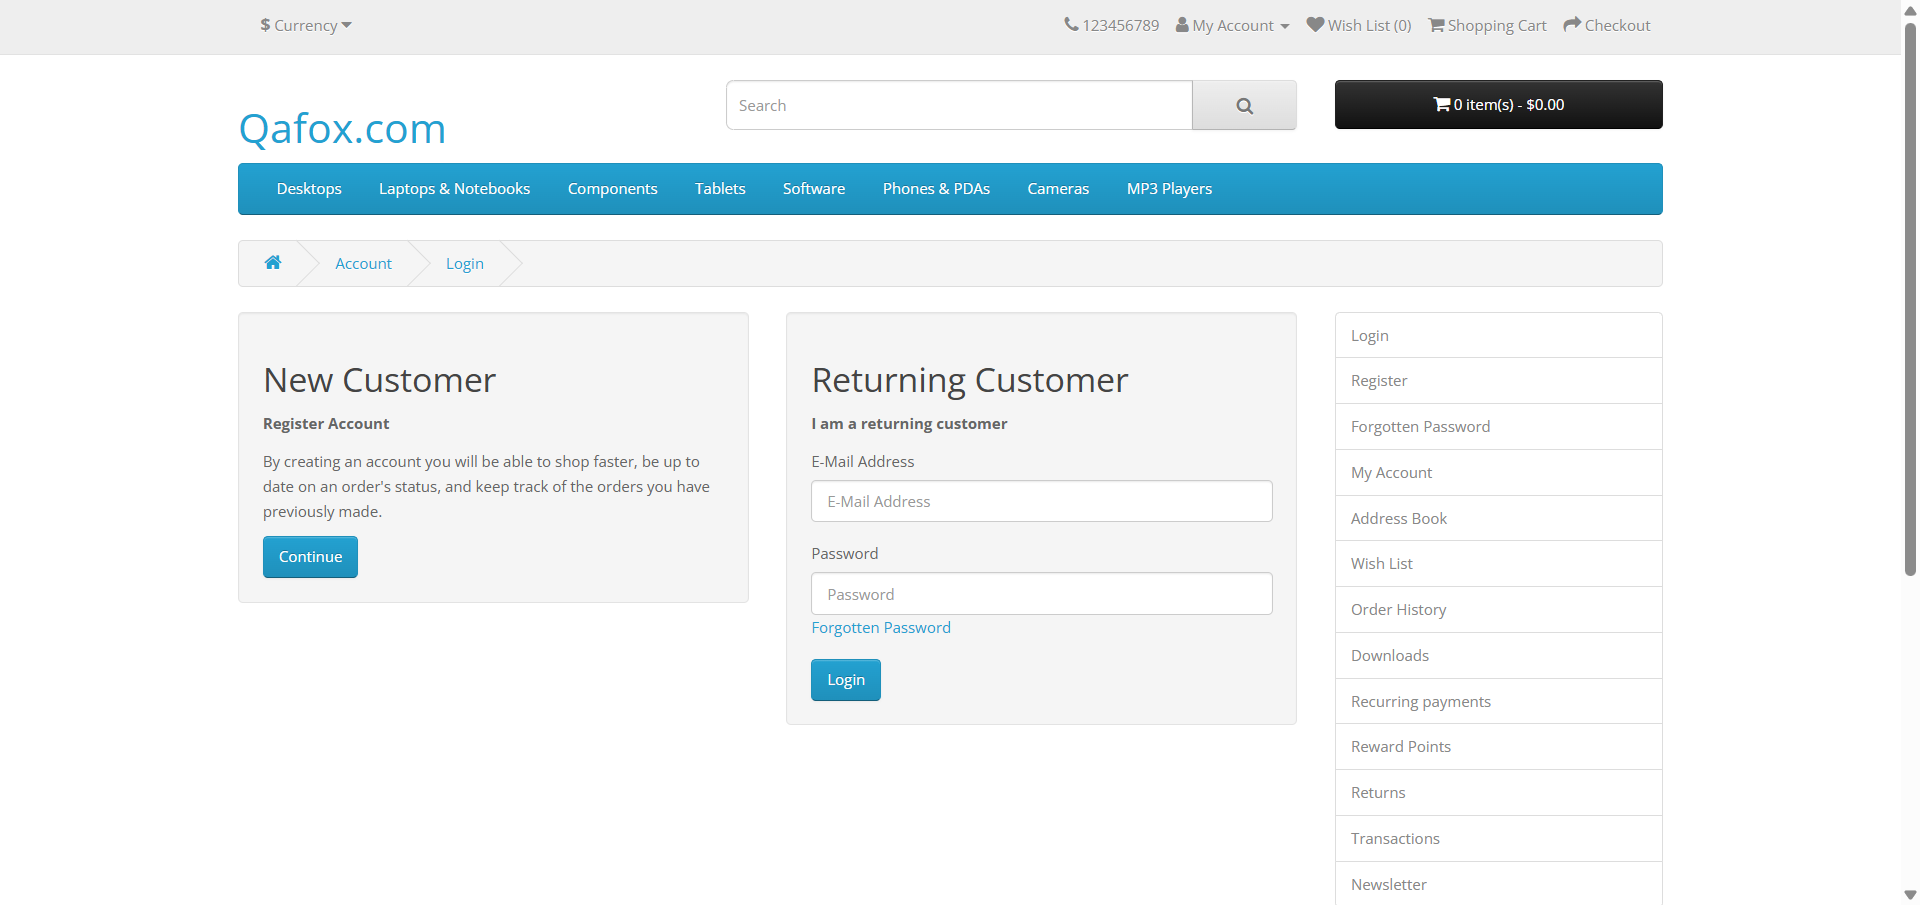 $ Currency
123456789 My Account Wish List (0) Shopping Cart Checkout
Qafox.com
Search
0 item(s) - $0.00
Desktops Laptops & Notebooks Components Tablets Software Phones & PDAs Cameras MP3 Players
Account Login
New Customer
Register Account
By creating an account you will be able to shop faster, be up to
date on an order's status, and keep track of the orders you have
previously made.
Continue
Returning Customer
I am a returning customer
E-Mail Address
E-Mail Address
Password
Password
Forgotten Password
Login
Login
Register
Forgotten Password
My Account
Address Book
Wish List
Order History
Downloads
Recurring payments
Reward Points
Returns
Transactions
Newsletter